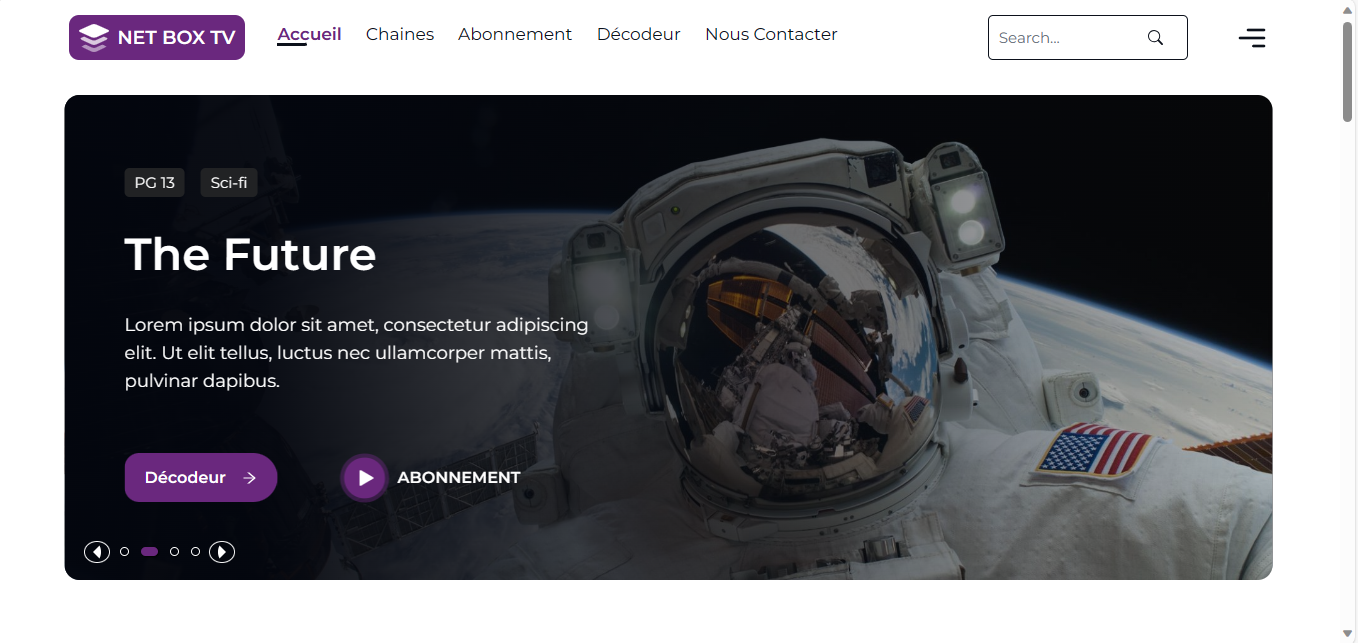 NET BOX TV
Accueil
Chaines
Abonnement
Décodeur
Nous Contacter
Search...
PG 13
Sci-fi
The Future
Lorem ipsum dolor sit amet, consectetur adipiscing
elit. Ut elit tellus, luctus nec ullamcorper mattis,
pulvinar dapibus.
Décodeur
ABONNEMENT